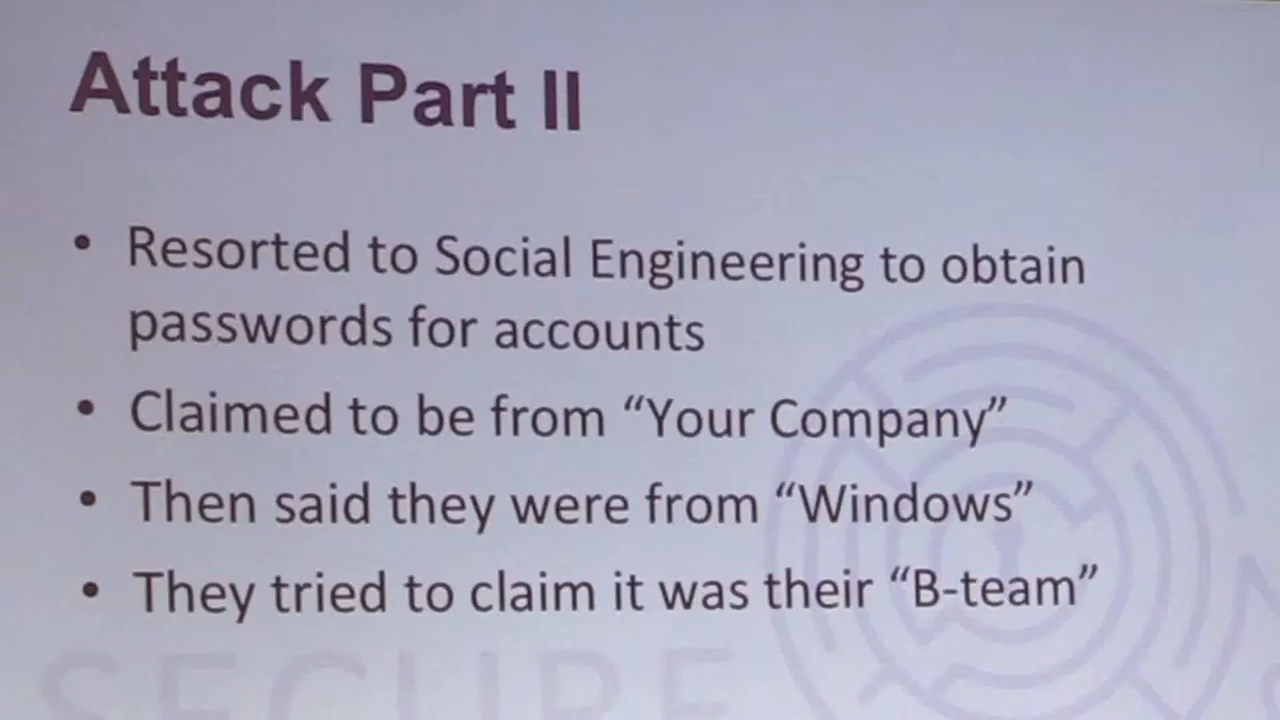 Attack Part II
• Resorted to Social Engineering to obtain
passwords for accounts
• Claimed to be from “Your Company”
• Then said they were from “Windows”
• They tried to claim it was their “B-team”
SECURE